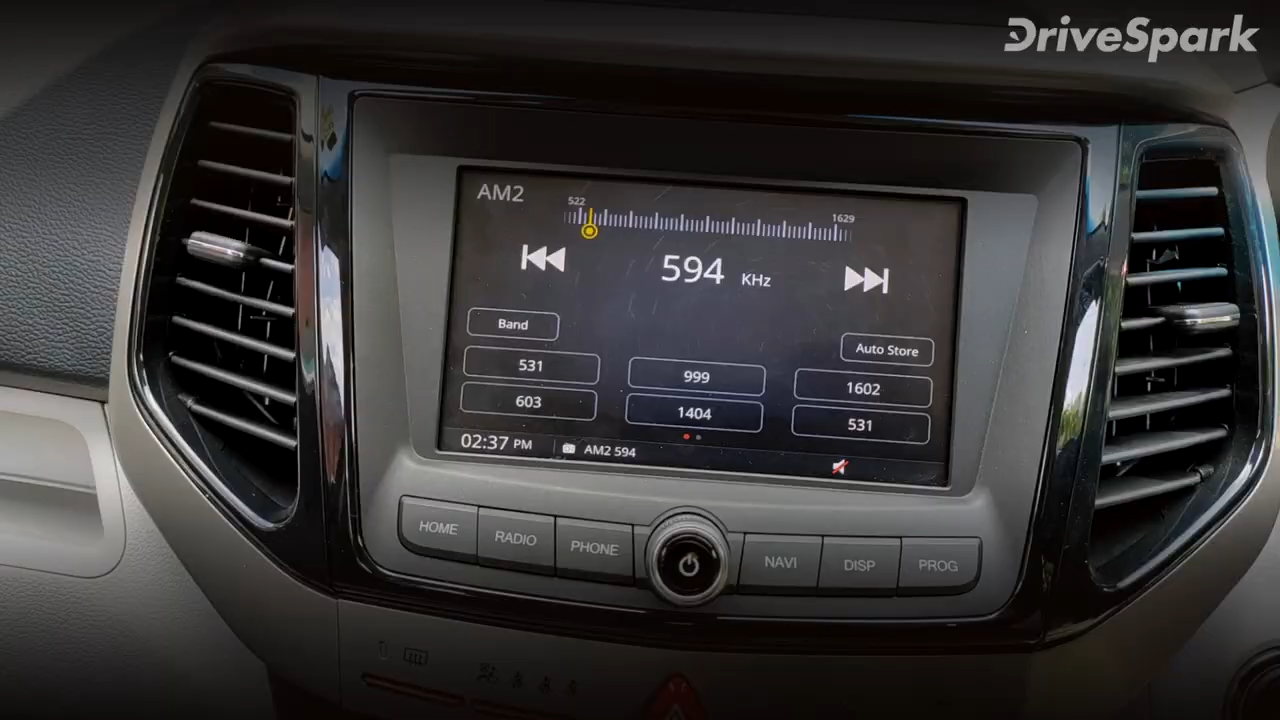 DriveSpark
AM2
522
1629
594 KHz
Band
Auto Store
531
999
1602
603
1404
531
02:37 PM
AM2 594
HOME
RADIO
PHONE
NAVI
DISP
PROG